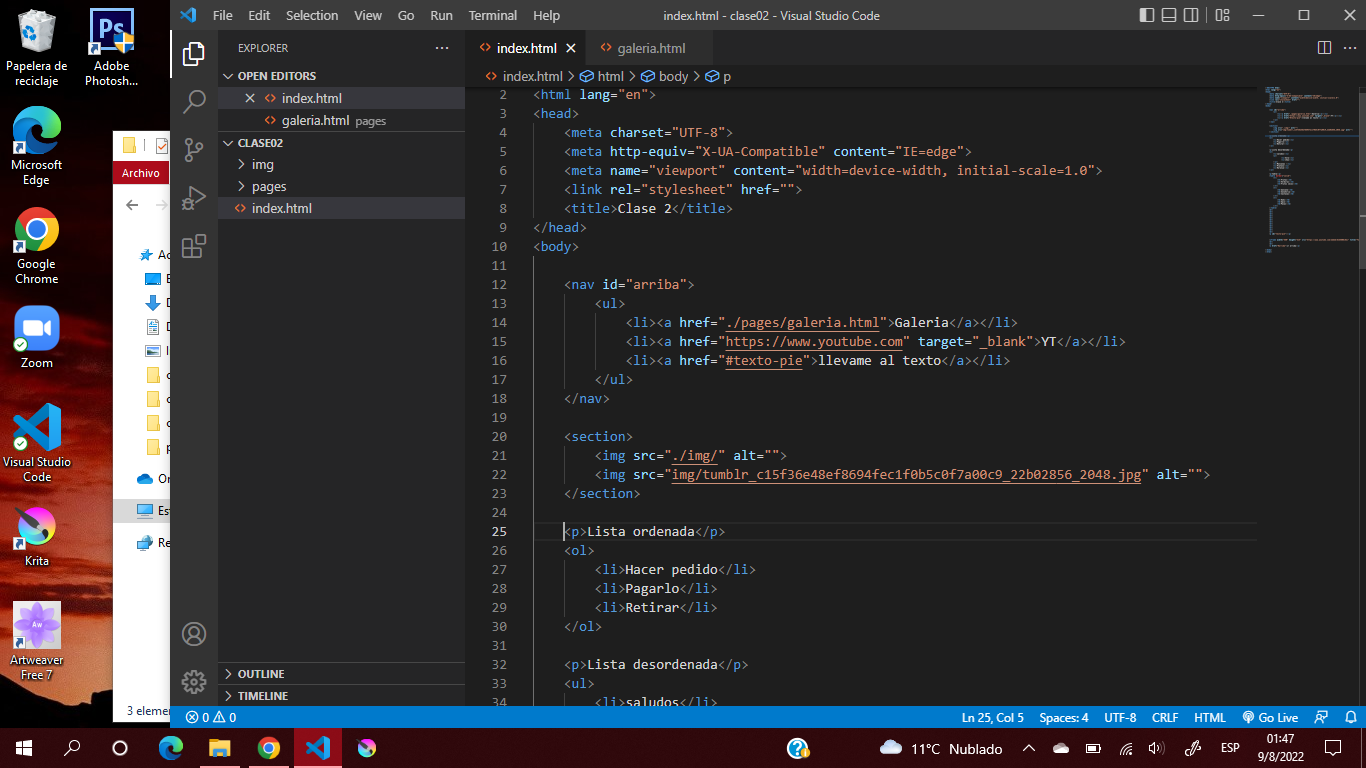 Papelera de
reciclaje
Adobe
Photosh...
Microsoft
Edge
Google
Chrome
Zoom
Visual Studio
Code
Krita
Aw
Artweaver
Free 7
Archivo
3 elemen
File Edit Selection View Go Run Terminal Help
index.html - clase02 - Visual Studio Code
EXPLORER
OPEN EDITORS
index.html
galeria.html pages
CLASE02
img
pages
index.html
OUTLINE
TIMELINE
index.html
galeria.html
index.html > html > body > p
2 <html lang="en">
3 <head>
4 <meta charset="UTF-8">
5 <meta http-equiv="X-UA-Compatible" content="IE=edge">
6 <meta name="viewport" content="width=device-width, initial-scale=1.0">
7 <link rel="stylesheet" href="">
8 <title>Clase 2</title>
9 </head>
10 <body>
11
12 <nav id="arriba">
13 <ul>
14 <li><a href="./pages/galeria.html">Galeria</a></li>
15 <li><a href="https://www.youtube.com" target="_blank">YT</a></li>
16 <li><a href="#texto-pie">llevame al texto</a></li>
17 </ul>
18 </nav>
19
20 <section>
21 <img src="./img/" alt="">
22 <img src="img/tumblr_c15f36e48ef8694fec1f0b5c0f7a00c9_22b02856_2048.jpg" alt="">
23 </section>
24
25 <p>Lista ordenada</p>
26 <ol>
27 <li>Hacer pedido</li>
28 <li>Pagarlo</li>
29 <li>Retirar</li>
30 </ol>
31
32 <p>Lista desordenada</p>
33 <ul>
34 <li>saludos</li>
0 0
Ln 25, Col 5 Spaces: 4 UTF-8 CRLF HTML Go Live
11°C Nublado
ESP
01:47
9/8/2022